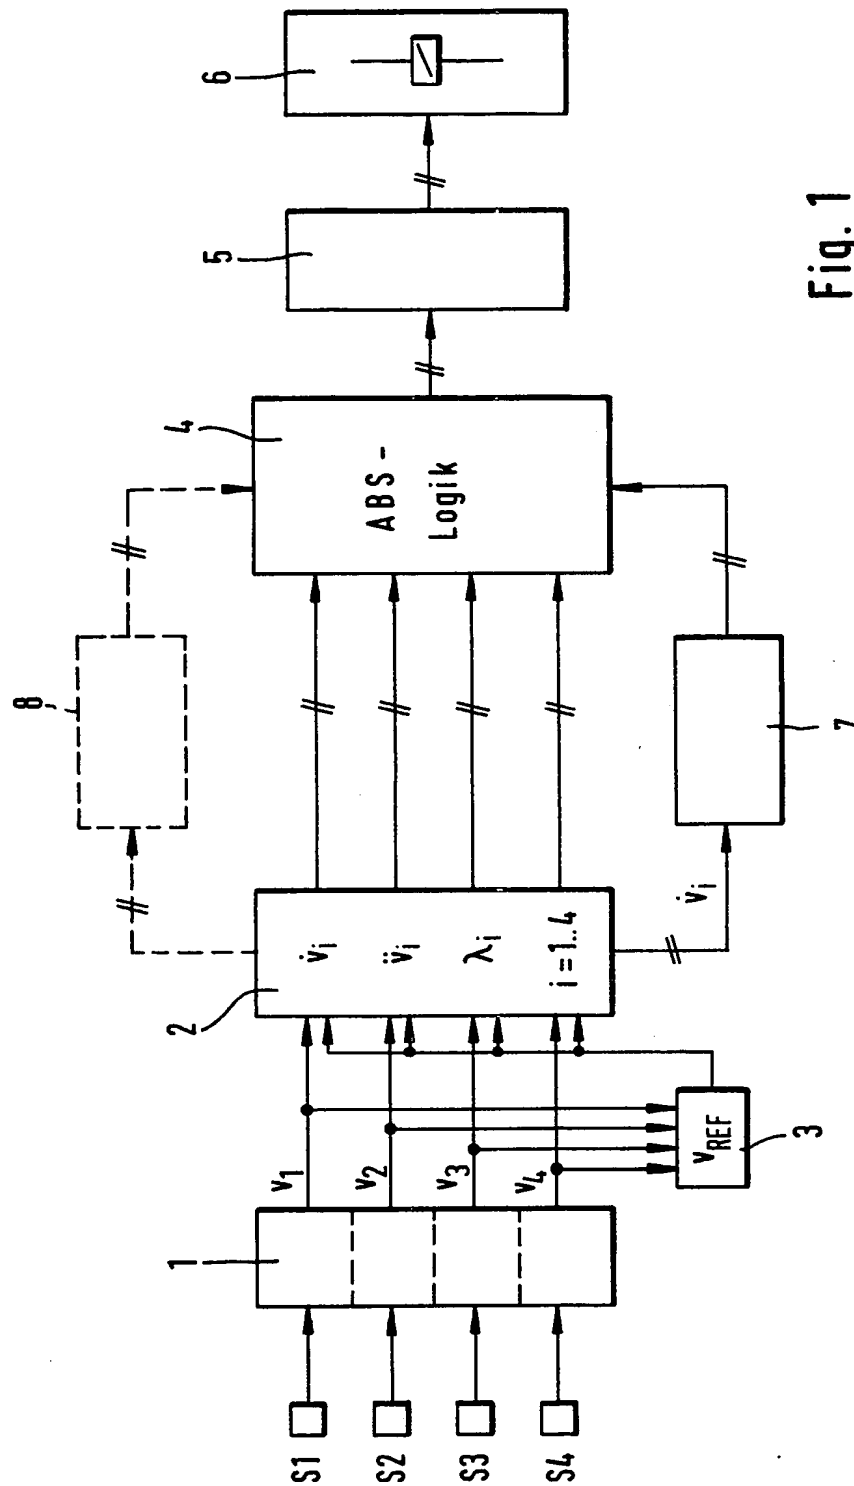 S1
S2
S3
S4
1
v1
v2
v3
v4
vREF
3
2
v̇i
v̈i
λi
i = 1.. 4
v̇i
8
7
4
ABS -
Logik
5
6
Fig. 1